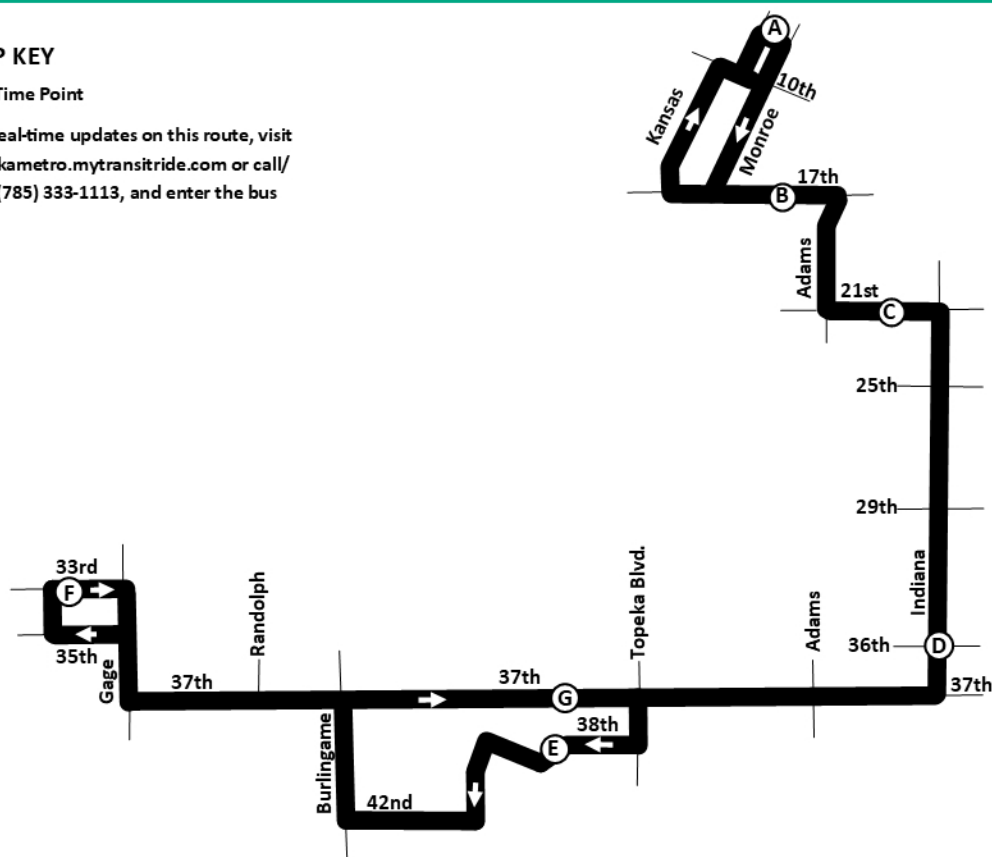 P KEY
Time Point
eal-time updates on this route, visit
kametro.mytransitride.com or call/
(785) 333-1113, and enter the bus
A
10th
Kansas
Monroe
17th
B
Adams
21st
C
25th
29th
Indiana
36th
D
37th
33rd
F
35th
Gage
Randolph
37th
37th
G
Topeka Blvd.
Adams
38th
E
Burlingame
42nd